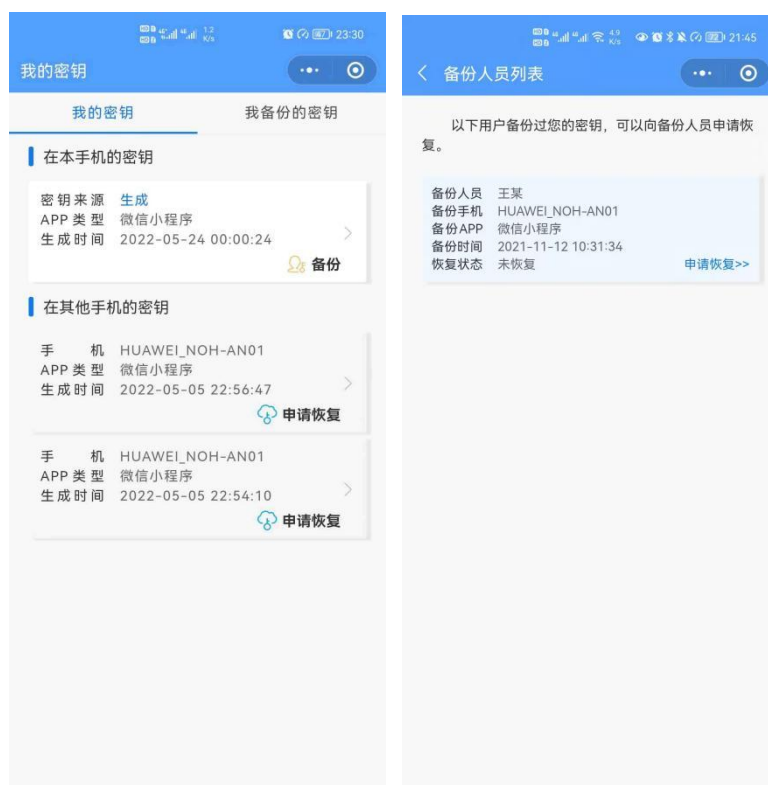 1.2
K/s
23:30
我的密钥
我的密钥 我备份的密钥
在本手机的密钥
密钥来源 生成
APP 类型 微信小程序
生成时间 2022-05-24 00:00:24
备份
在其他手机的密钥
手 机 HUAWEI_NOH-AN01
APP 类型 微信小程序
生成时间 2022-05-05 22:56:47
申请恢复
手 机 HUAWEI_NOH-AN01
APP 类型 微信小程序
生成时间 2022-05-05 22:54:10
申请恢复
4.9
K/s
21:45
备份人员列表
以下用户备份过您的密钥,可以向备份人员申请恢
复。
备份人员 王某
备份手机 HUAWEI_NOH-AN01
备份APP 微信小程序
备份时间 2021-11-12 10:31:34
恢复状态 未恢复 申请恢复>>